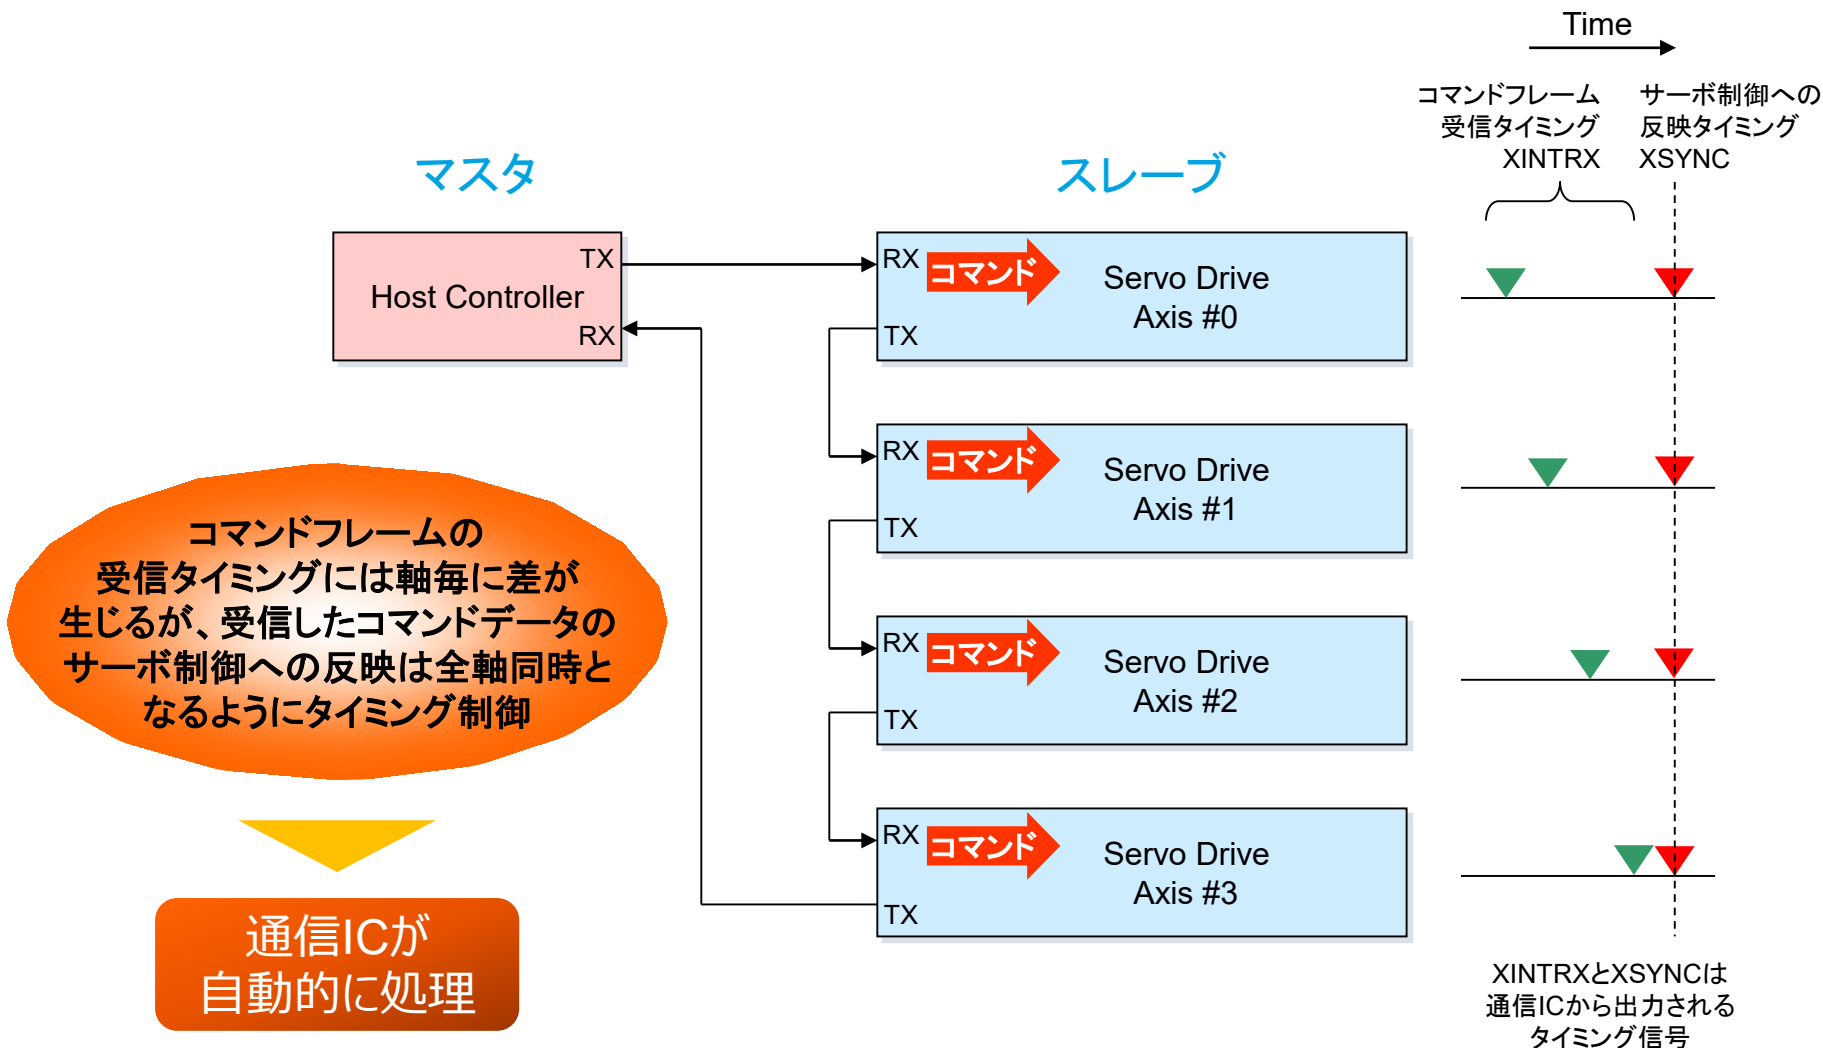 Time
コマンドフレーム
受信タイミング
XINTRX
サーボ制御への
反映タイミング
XSYNC
マスタ
スレーブ
TX
Host Controller
RX
RX
コマンド
Servo Drive
Axis #0
TX
RX
コマンド
Servo Drive
Axis #1
TX
RX
コマンド
Servo Drive
Axis #2
TX
RX
コマンド
Servo Drive
Axis #3
TX
コマンドフレームの
受信タイミングには軸毎に差が
生じるが、受信したコマンドデータの
サーボ制御への反映は全軸同時と
なるようにタイミング制御
通信ICが
自動的に処理
XINTRXとXSYNCは
通信ICから出力される
タイミング信号